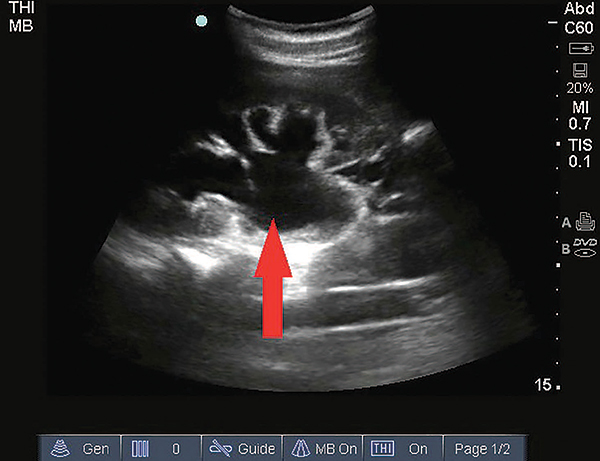 THI
MB
Abd
C60
20%
MI
0.7
TIS
0.1
A
DVD
B
15
Gen
0
Guide
MB On
THI On
Page 1/2